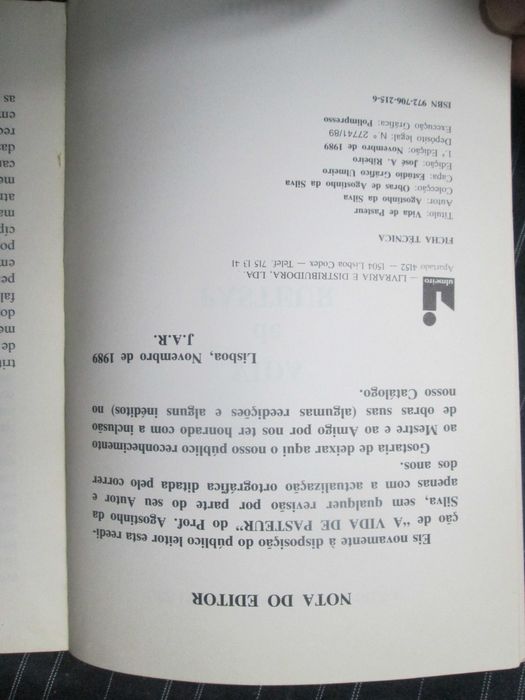 NOTA DO EDITOR
Eis novamente à disposição do público leitor esta reedi-
ção de "A VIDA DE PASTEUR" do Prof. Agostinho da
Silva, sem qualquer revisão por parte do seu Autor e
apenas com a actualização ortográfica ditada pelo correr
dos anos.
Gostaria de deixar aqui o nosso público reconhecimento
ao Mestre e ao Amigo por nos ter honrado com a inclusão
de obras suas (algumas reedições e alguns inéditos) no
nosso Catálogo.
Lisboa, Novembro de 1989
J.A.R.
ulmeiro
— LIVRARIA E DISTRIBUIDORA, LDA.
Apartado 4152 — 1504 Lisboa Codex — Telef. 715 13 41
FICHA TÉCNICA
Título: Vida de Pasteur
Autor: Agostinho da Silva
Colecção: Obras de Agostinho da Silva
Capa: Estúdio Gráfico Ulmeiro
Edição: José A. Ribeiro
1.ª Edição: Novembro de 1989
Depósito legal: N.º 27741/89
Execução Gráfica: Polimpresso
ISBN 972-706-215-6